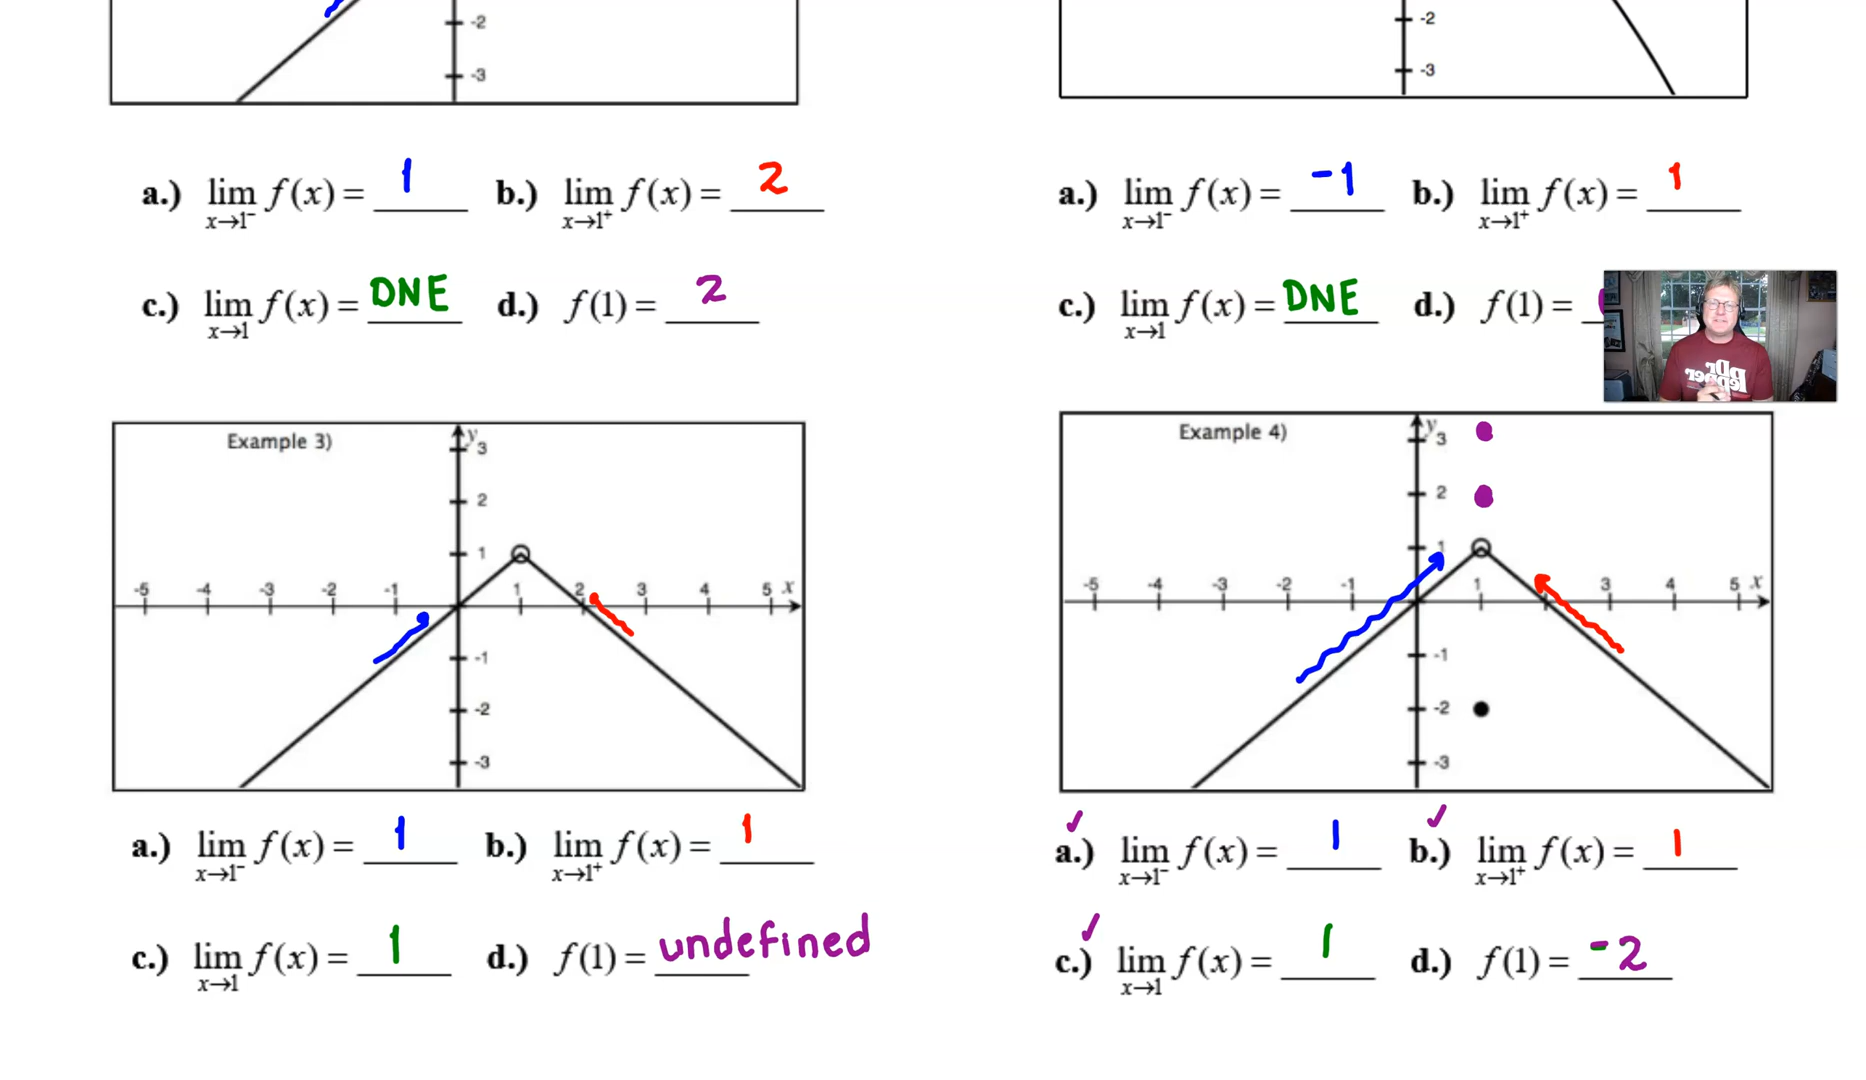 -2
-3
-2
-3
a.) lim x→1⁻ f(x) = 1 b.) lim x→1⁺ f(x) = 2
a.) lim x→1⁻ f(x) = -1 b.) lim x→1⁺ f(x) = 1
c.) lim x→1 f(x) = DNE d.) f(1) = 2
c.) lim x→1 f(x) = DNE d.) f(1) =
Dr Pepper
Example 3)
y
3
2
1
-5 -4 -3 -2 -1 1 2 3 4 5 x
-1
-2
-3
Example 4)
y
3
2
1
-5 -4 -3 -2 -1 1 3 4 5 x
-1
-2
-3
a.) lim x→1⁻ f(x) = 1 b.) lim x→1⁺ f(x) = 1
c.) lim x→1 f(x) = 1 d.) f(1) = undefined
a.) lim x→1⁻ f(x) = 1 b.) lim x→1⁺ f(x) = 1
c.) lim x→1 f(x) = 1 d.) f(1) = -2